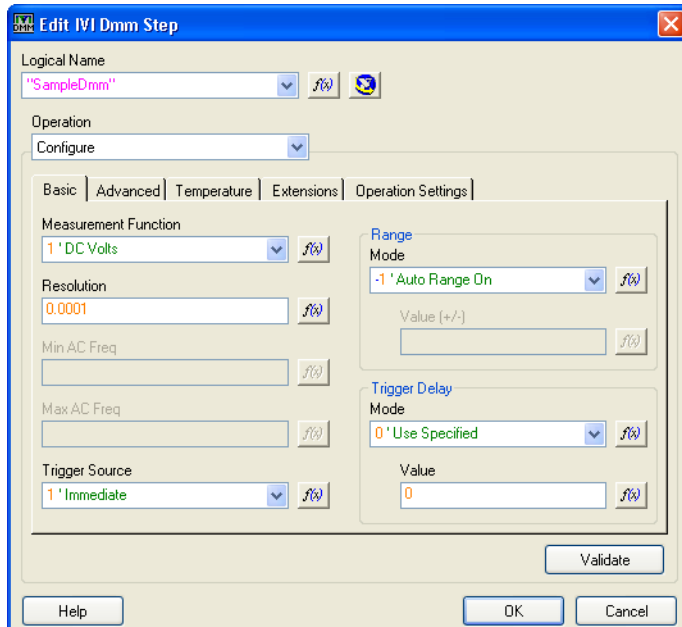 IVI DMM Edit IVI Dmm Step
Logical Name
"SampleDmm" f(x)
Operation
Configure
Basic Advanced Temperature Extensions Operation Settings
Measurement Function
1 ' DC Volts f(x)
Resolution
0.0001 f(x)
Min AC Freq
f(x)
Max AC Freq
f(x)
Trigger Source
1 ' Immediate f(x)
Range
Mode
-1 ' Auto Range On f(x)
Value (+/-)
f(x)
Trigger Delay
Mode
0 ' Use Specified f(x)
Value
0 f(x)
Validate
Help OK Cancel